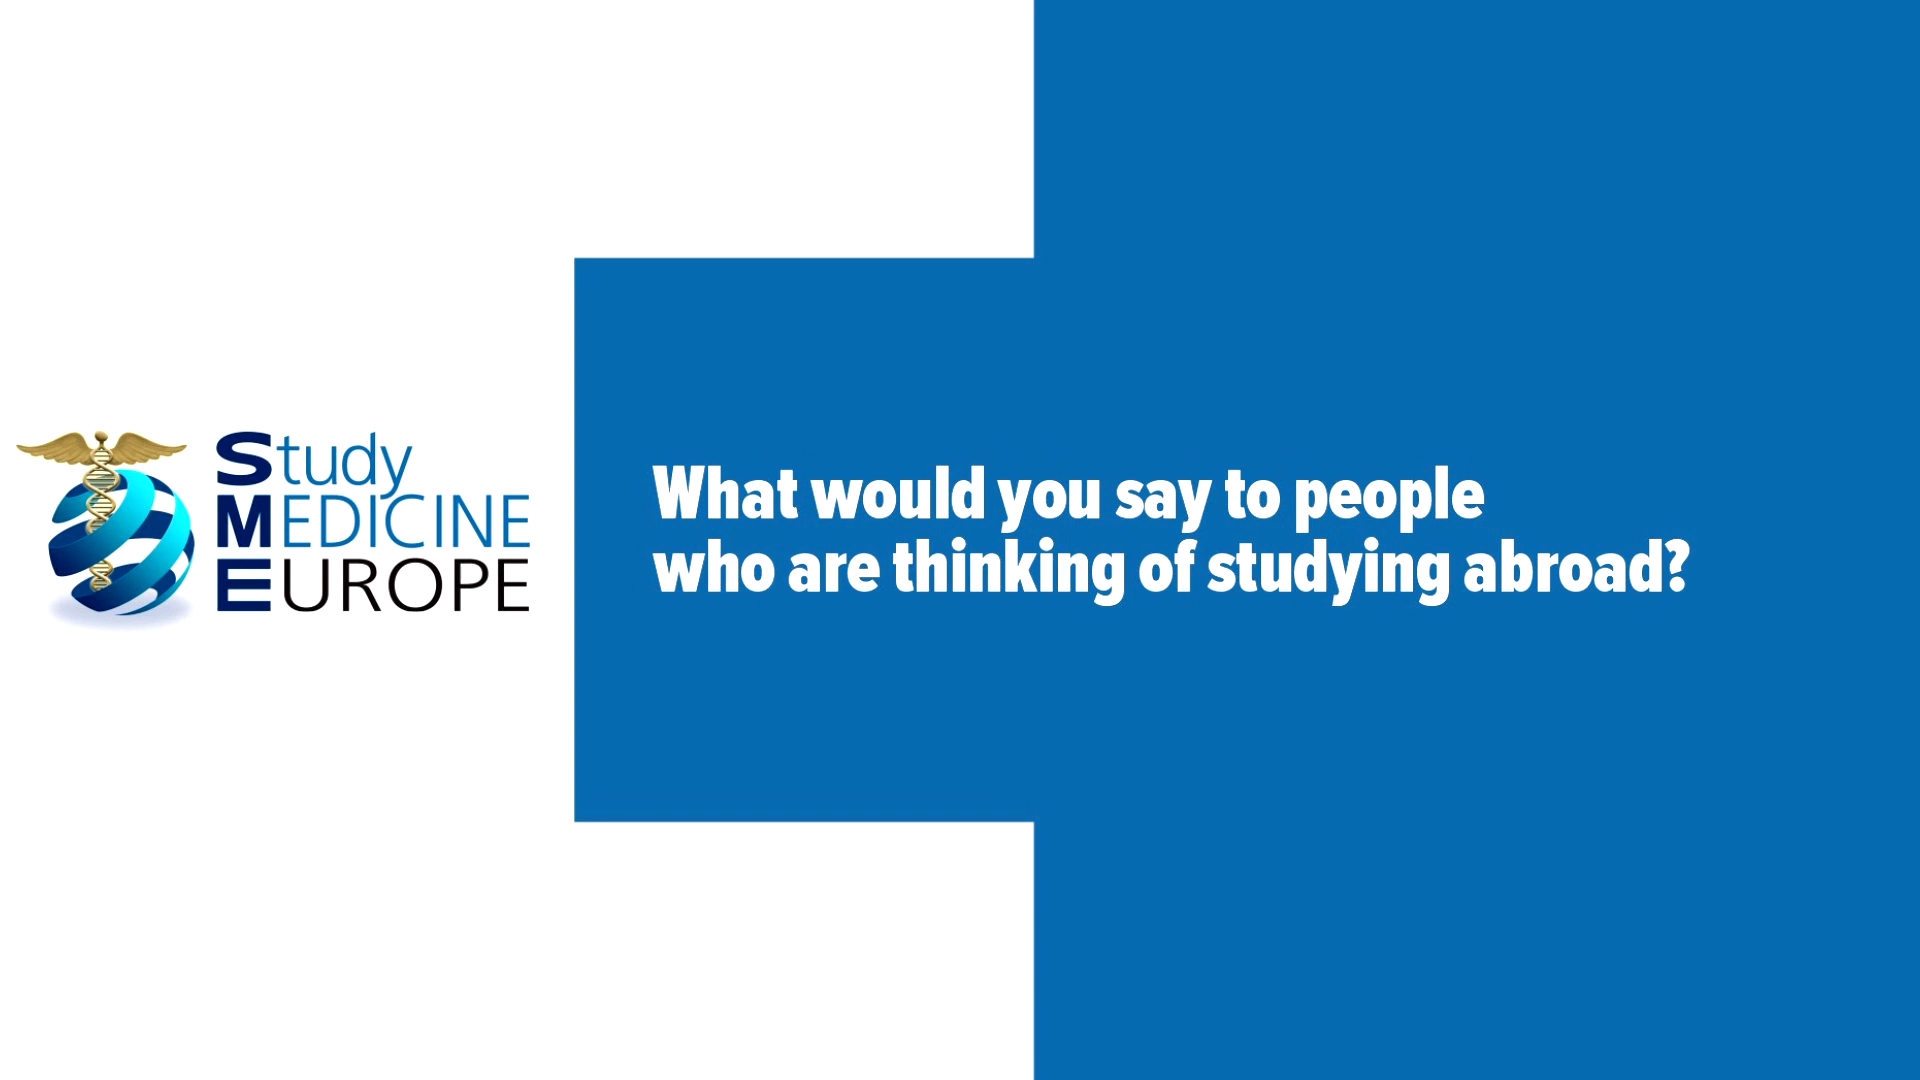 Study
MEDICINE
EUROPE
What would you say to people
who are thinking of studying abroad?